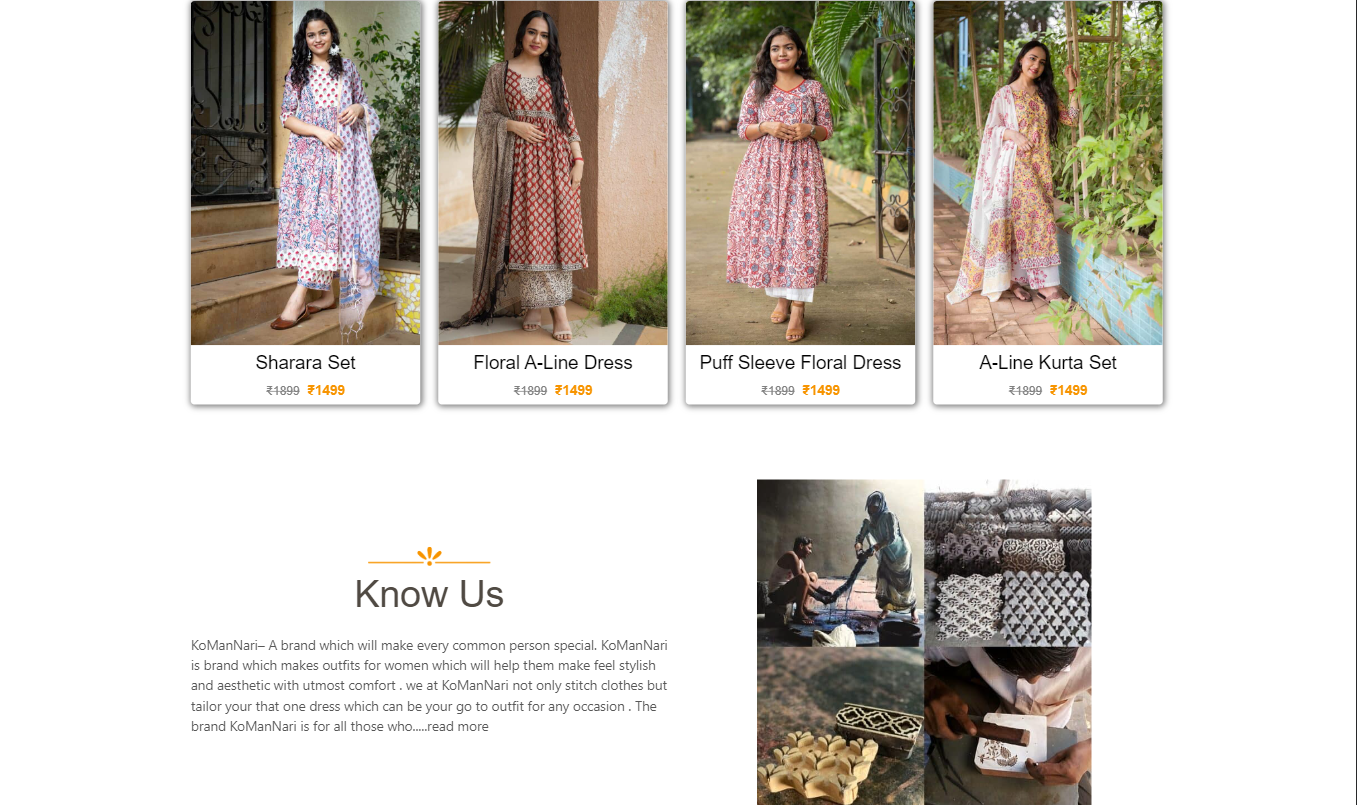 Sharara Set
₹1899 ₹1499
Floral A-Line Dress
₹1899 ₹1499
Puff Sleeve Floral Dress
₹1899 ₹1499
A-Line Kurta Set
₹1899 ₹1499
Know Us
KoManNari– A brand which will make every common person special. KoManNari
is brand which makes outfits for women which will help them make feel stylish
and aesthetic with utmost comfort . we at KoManNari not only stitch clothes but
tailor your that one dress which can be your go to outfit for any occasion . The
brand KoManNari is for all those who.....read more